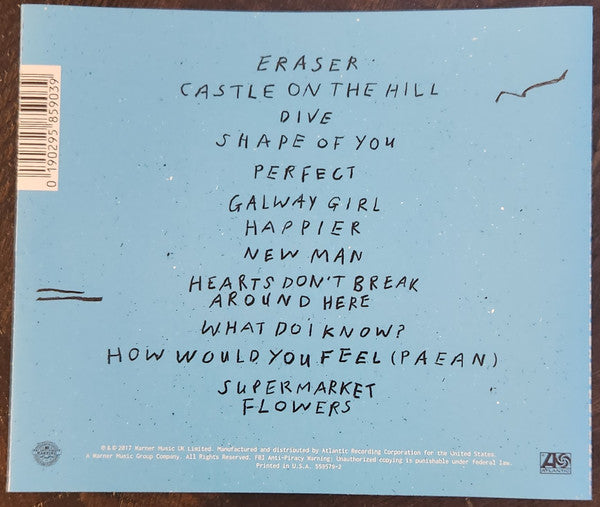 ERASER
CASTLE ON THE HILL
DIVE
SHAPE OF YOU
PERFECT
GALWAY GIRL
HAPPIER
NEW MAN
HEARTS DON'T BREAK
AROUND HERE
WHAT DO I KNOW?
HOW WOULD YOU FEEL (PAEAN)
SUPERMARKET
FLOWERS
0 190295 859039
℗ & © 2017 Warner Music UK Limited. Manufactured and distributed by Atlantic Recording Corporation for the United States.
A Warner Music Group Company. All Rights Reserved. FBI Anti-Piracy Warning: Unauthorized copying is punishable under federal law.
Printed in U.S.A. 558579-2
ATLANTIC